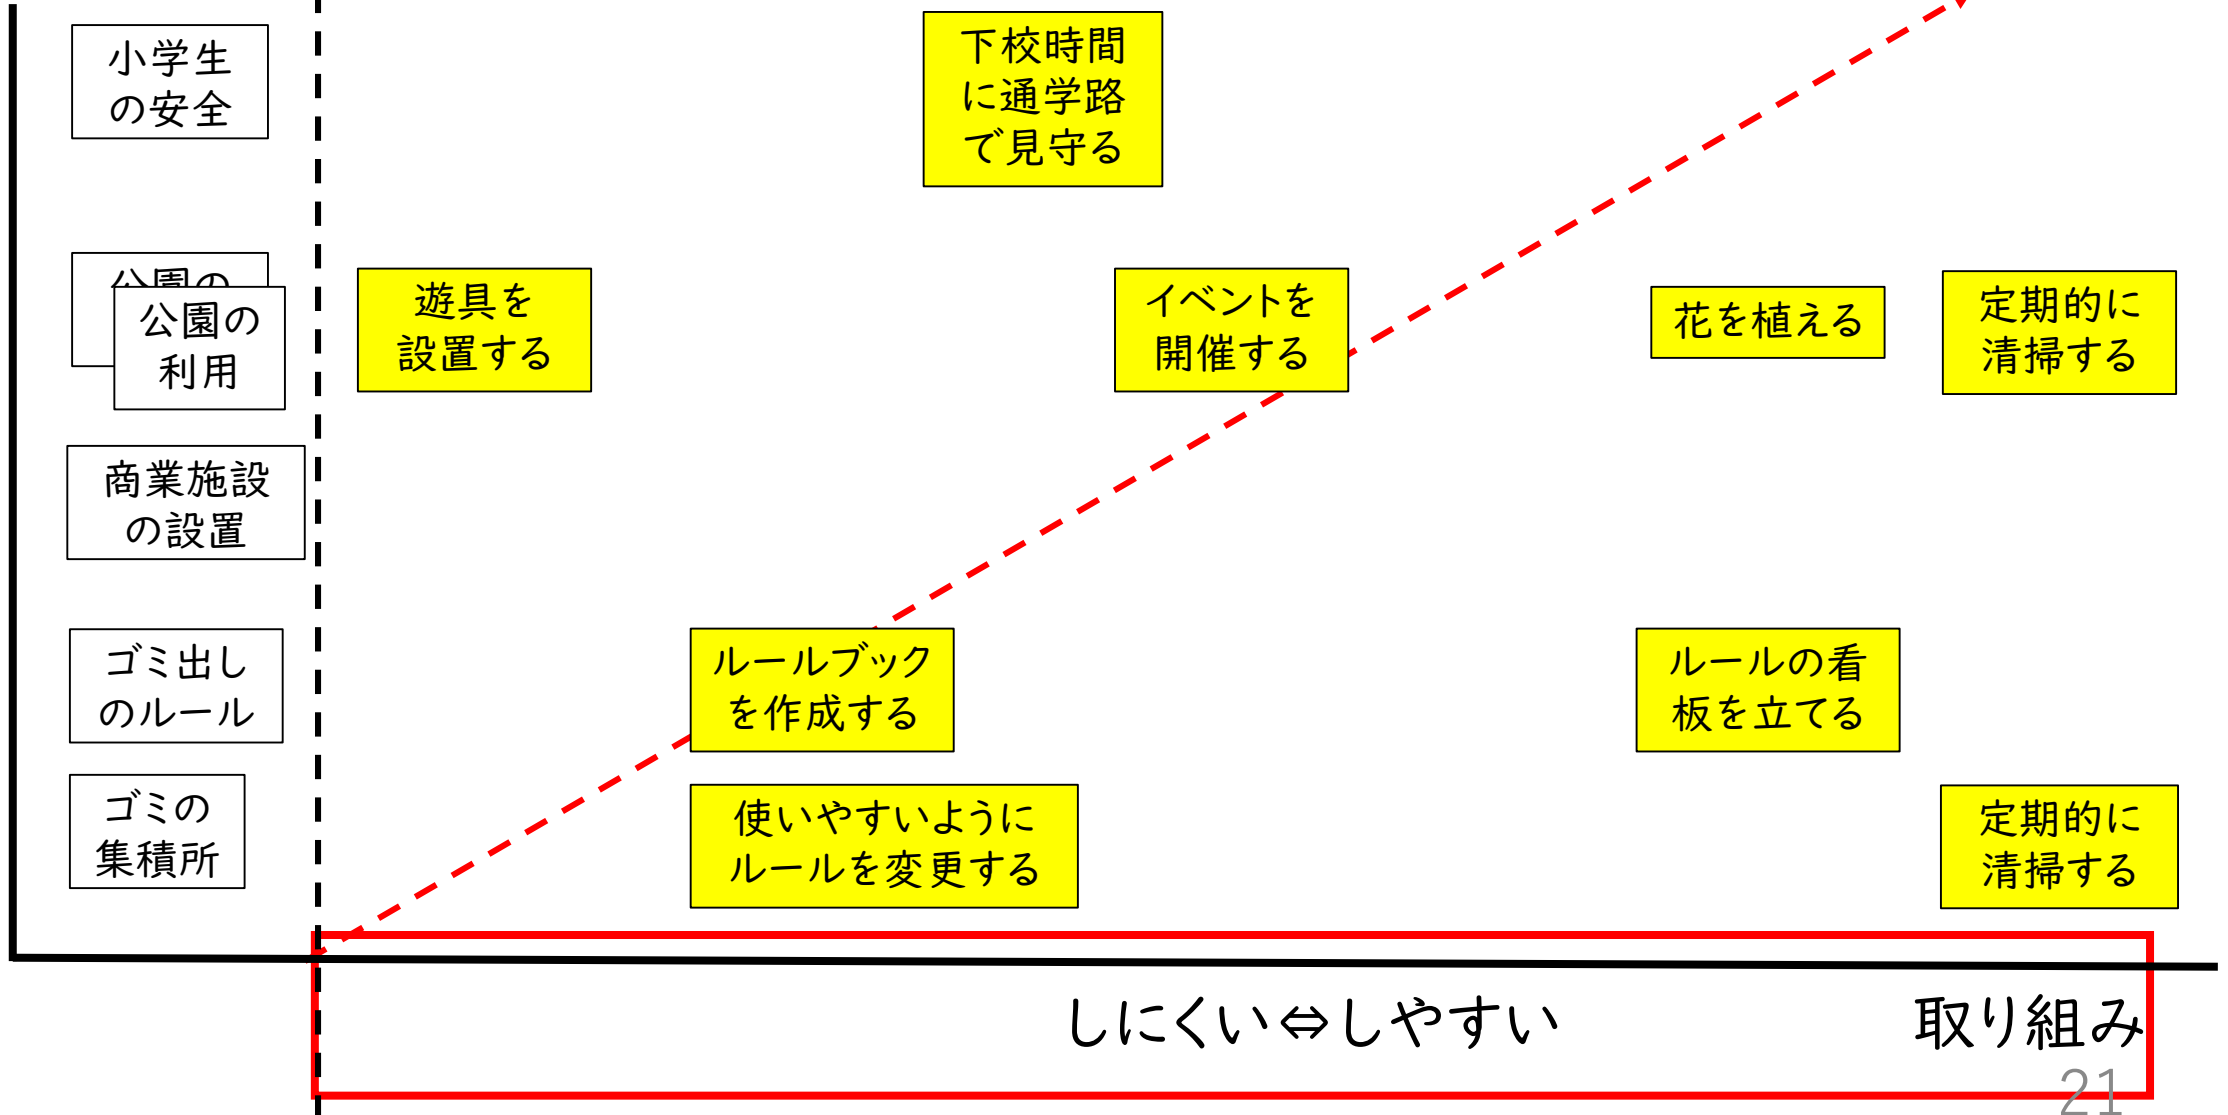 小学生
の安全
下校時間
に通学路
で見守る
公園の
公園の
利用
遊具を
設置する
イベントを
開催する
花を植える
定期的に
清掃する
商業施設
の設置
ゴミ出し
のルール
ルールブック
を作成する
ルールの看
板を立てる
ゴミの
集積所
使いやすいように
ルールを変更する
定期的に
清掃する
しにくい⇔しやすい
取り組み
21